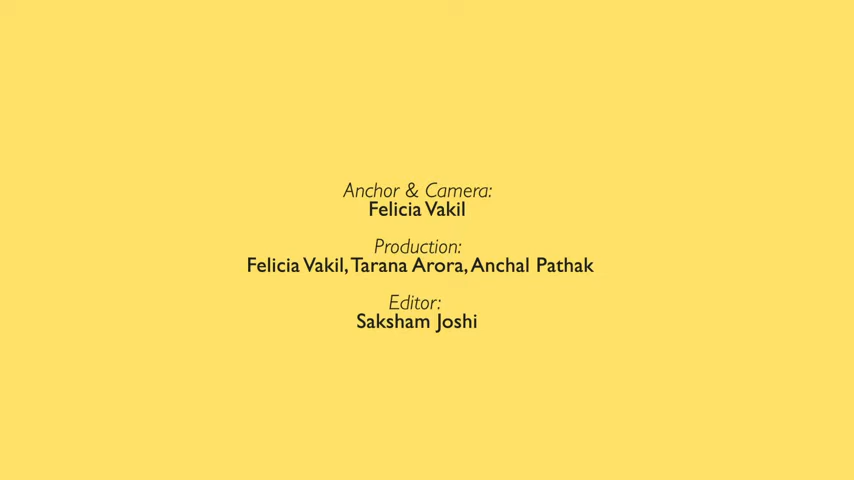 Anchor & Camera:
Felicia Vakil
Production:
Felicia Vakil, Tarana Arora, Anchal Pathak
Editor:
Saksham Joshi